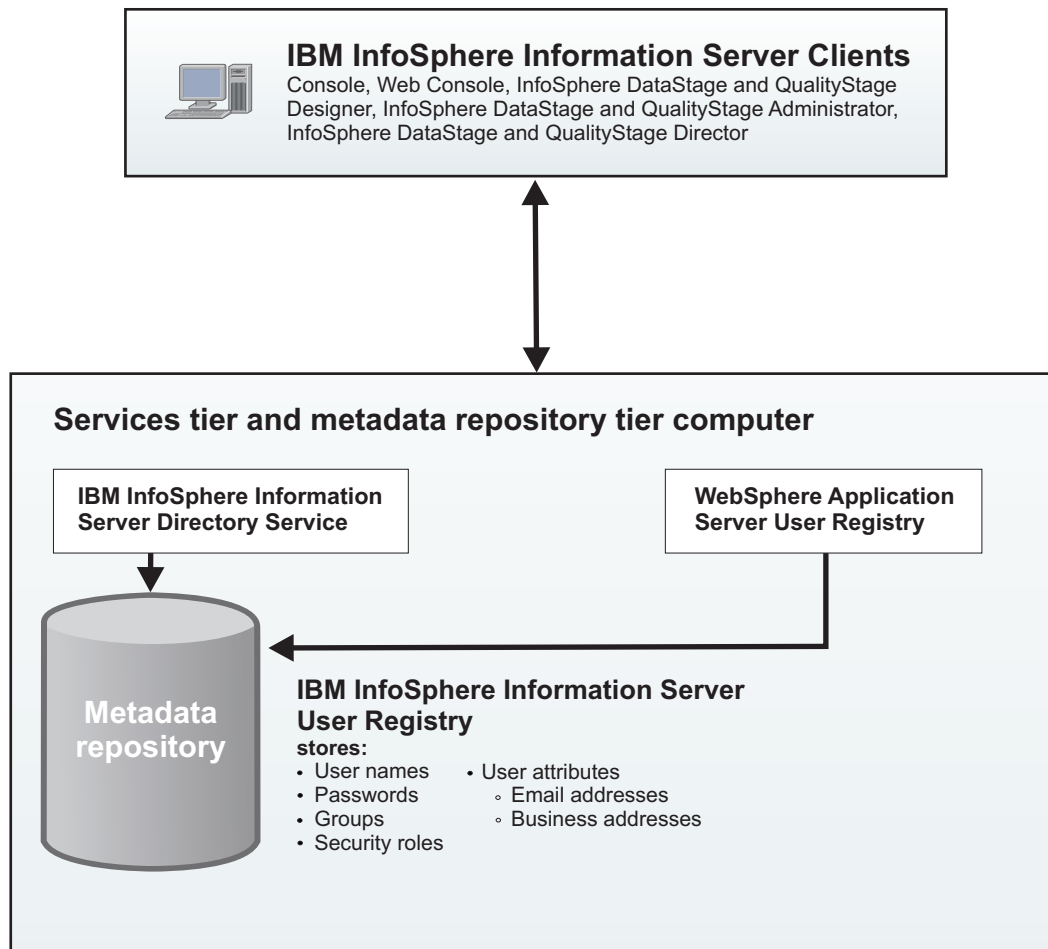 IBM InfoSphere Information Server Clients
Console, Web Console, InfoSphere DataStage and QualityStage
Designer, InfoSphere DataStage and QualityStage Administrator,
InfoSphere DataStage and QualityStage Director
Services tier and metadata repository tier computer
IBM InfoSphere Information
Server Directory Service
WebSphere Application
Server User Registry
Metadata
repository
IBM InfoSphere Information Server
User Registry
stores:
• User names
• Passwords
• Groups
• Security roles
• User attributes
◦ Email addresses
◦ Business addresses